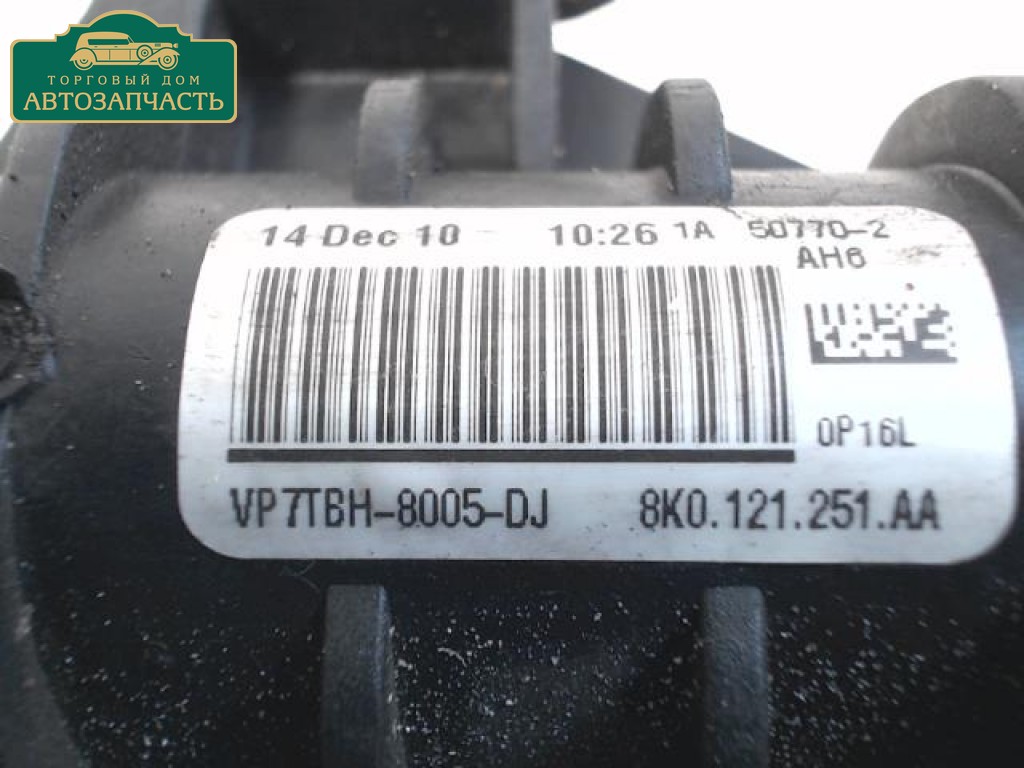 ТОРГОВЫЙ ДОМ
АВТОЗАПЧАСТЬ
14 Dec 10 10:26 1A 50770-2
AH6
0P16L
VP7TBH-8005-DJ 8K0.121.251.AA